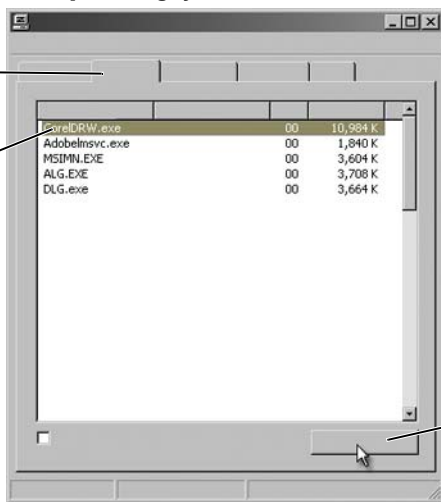 CorelDRW.exe 00 10,984 K
Adobelmsvc.exe 00 1,840 K
MSIMN.EXE 00 3,604 K
ALG.EXE 00 3,708 K
DLG.exe 00 3,664 K